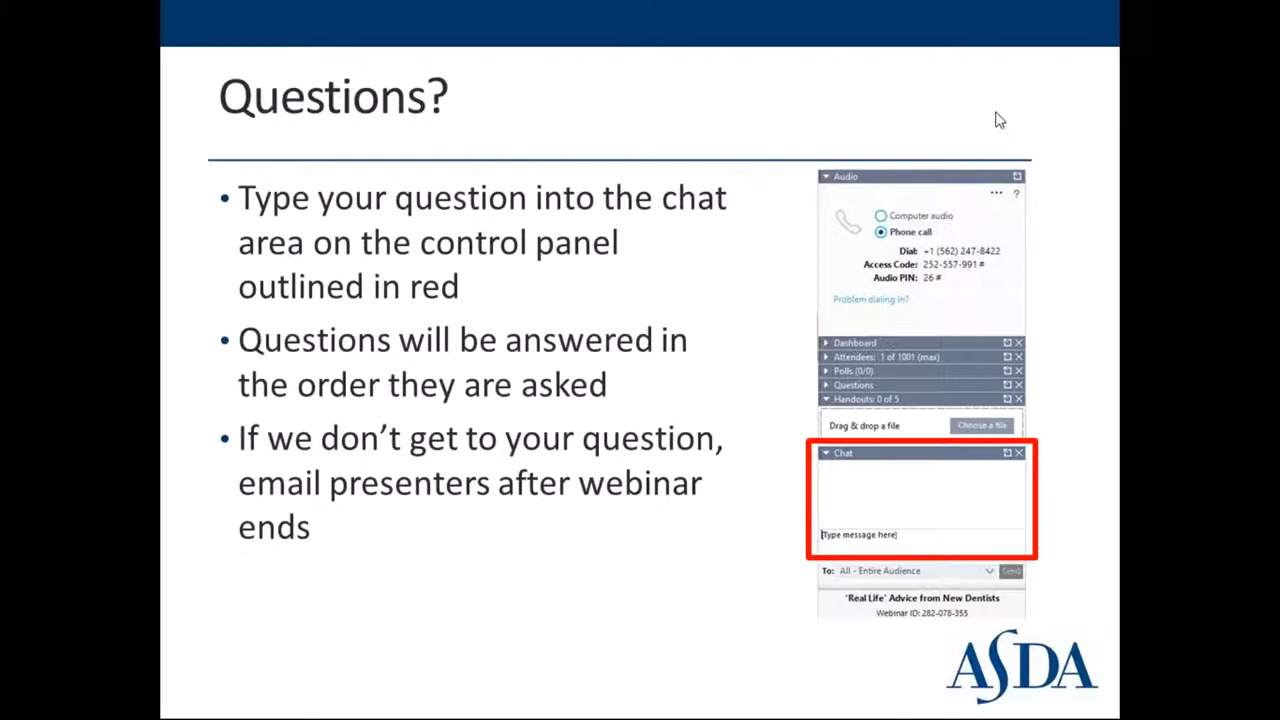 Questions?
• Type your question into the chat
area on the control panel
outlined in red
• Questions will be answered in
the order they are asked
• If we don’t get to your question,
email presenters after webinar
ends
Audio
... ?
Computer audio
Phone call
Dial: +1 (562) 247-8422
Access Code: 252-557-991 #
Audio PIN: 26 #
Problem dialing in?
Dashboard
Attendees: 1 of 1001 (max)
Polls (0/0)
Questions
Handouts: 0 of 5
Drag & drop a file Choose a file
Chat
[Type message here]
To: All - Entire Audience Send
'Real Life' Advice from New Dentists
Webinar ID: 282-078-355
ASDA